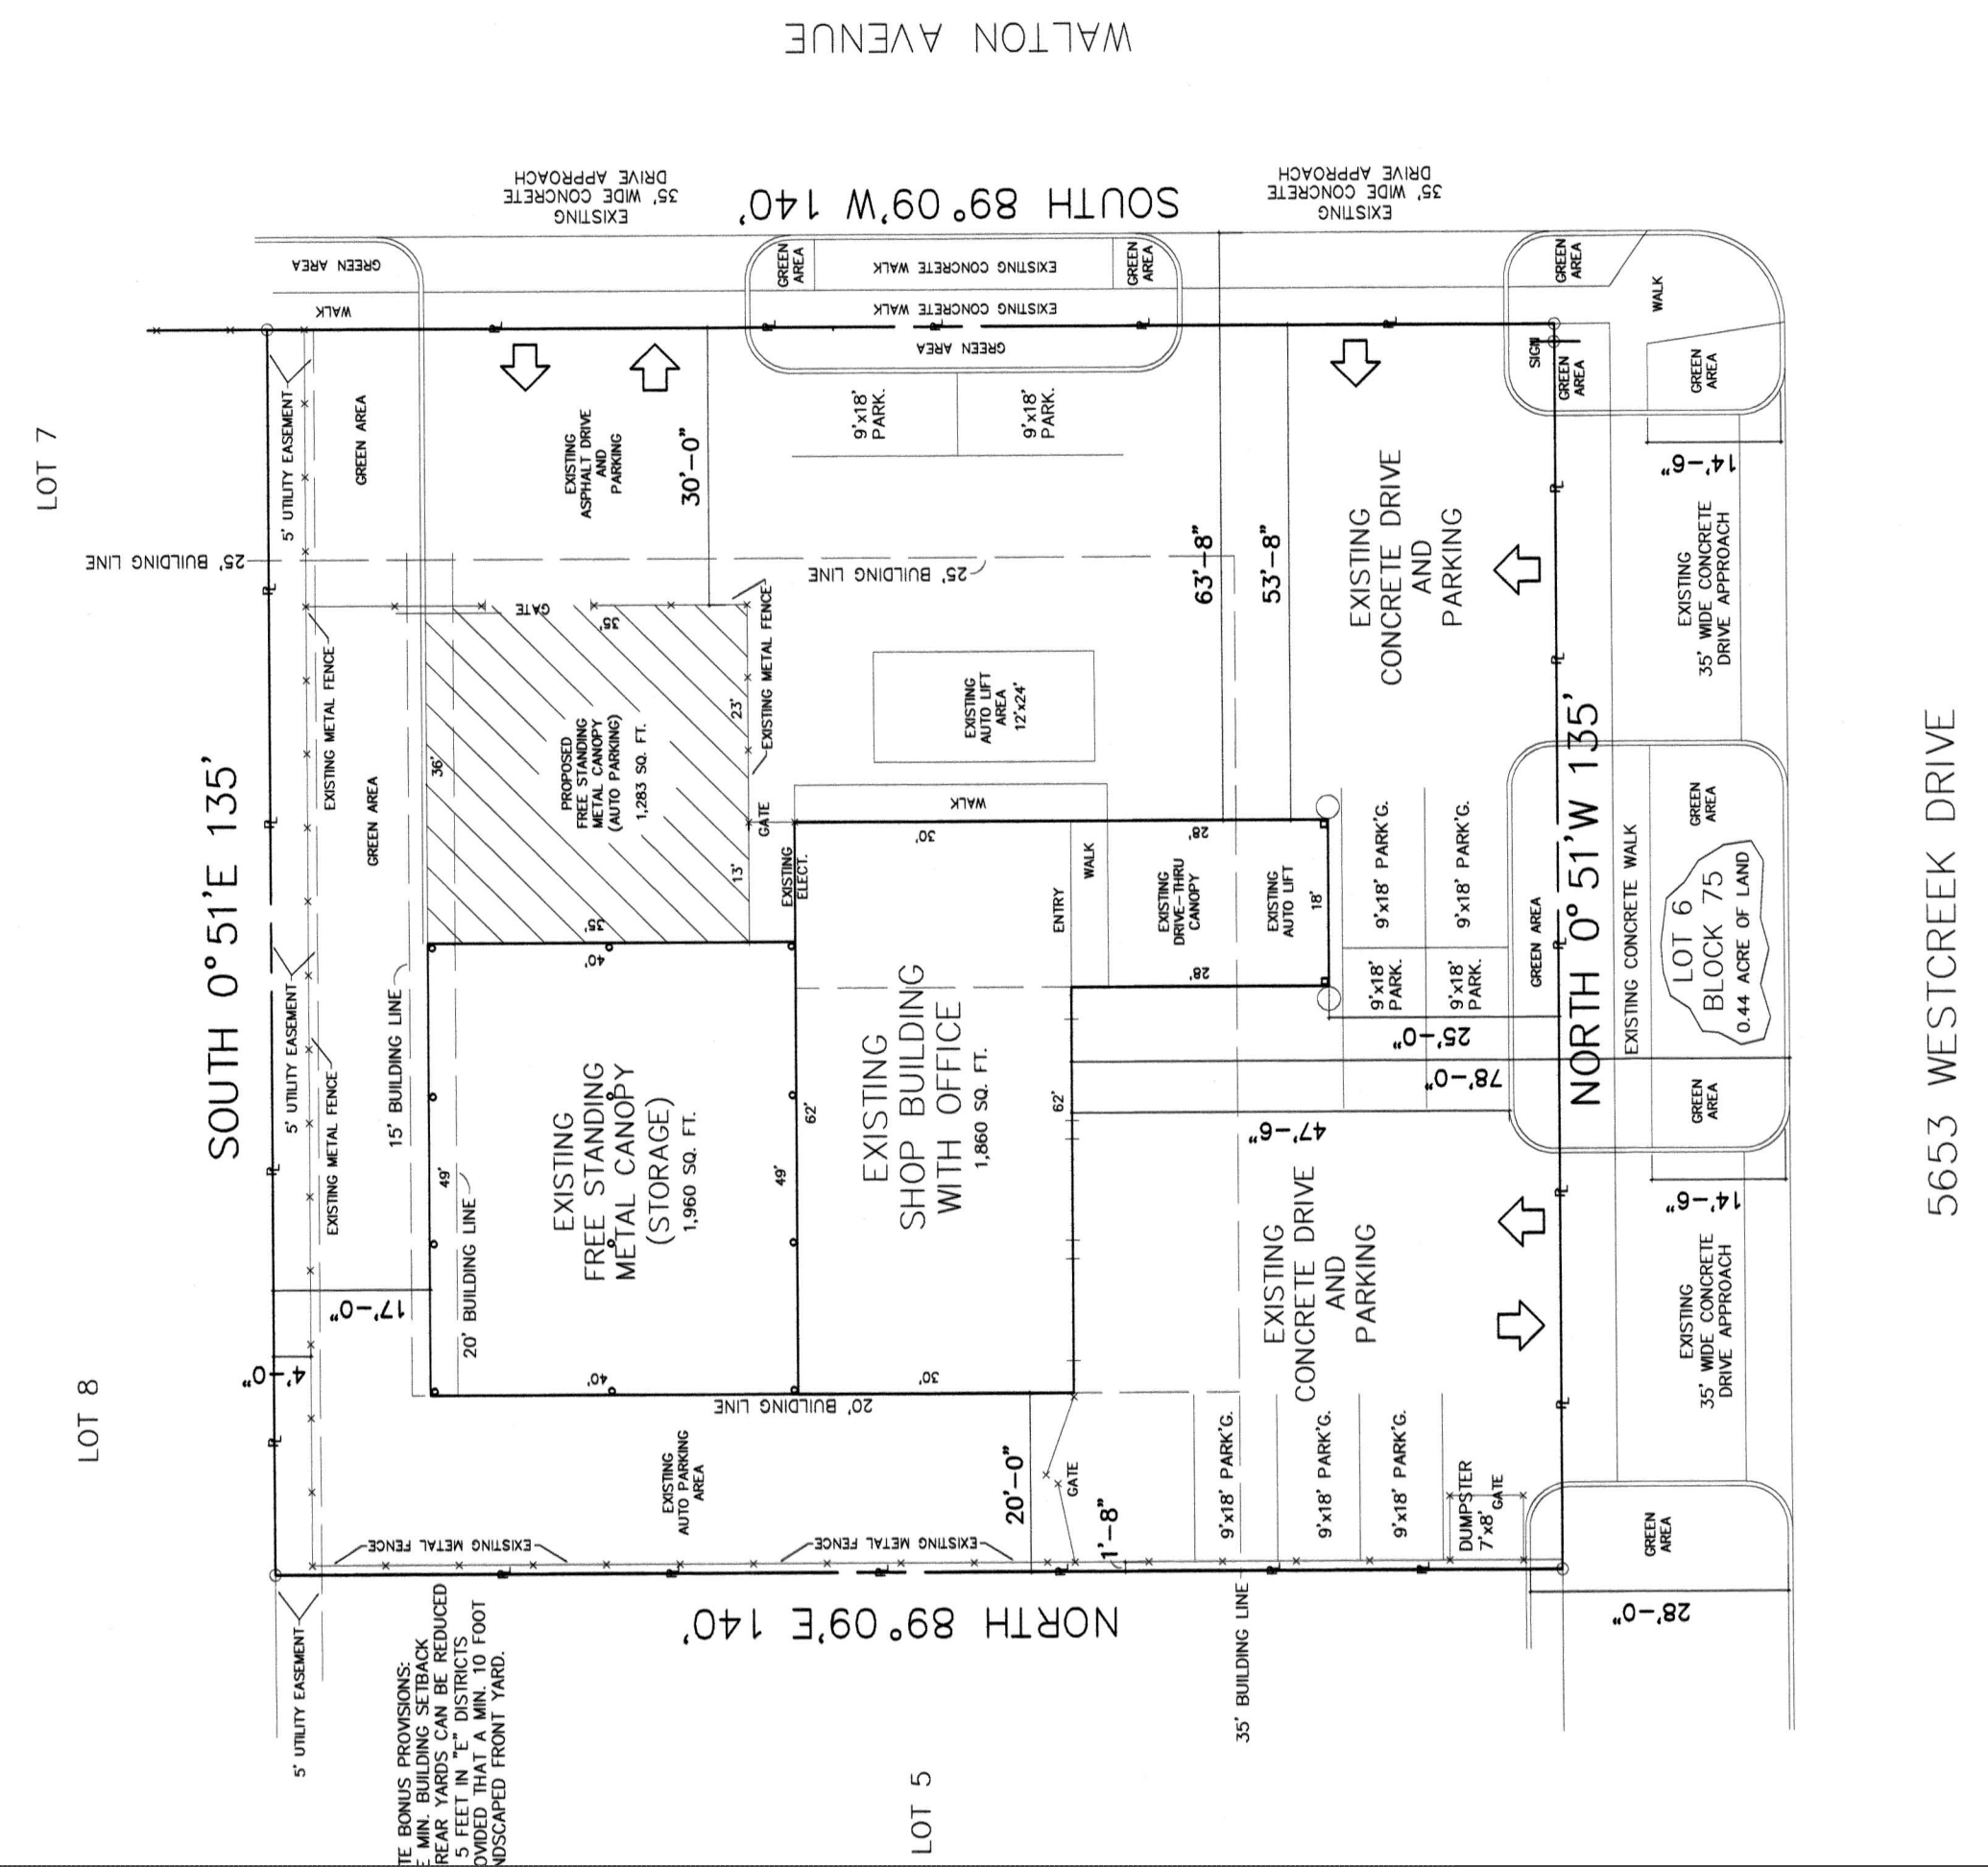 WALTON AVENUE
EXISTING
35' WIDE CONCRETE
DRIVE APPROACH
SOUTH 89°09'W 140'
EXISTING
35' WIDE CONCRETE
DRIVE APPROACH
GREEN AREA
WALK
GREEN
AREA
EXISTING CONCRETE WALK
GREEN
AREA
EXISTING CONCRETE WALK
GREEN AREA
GREEN
AREA
WALK
SIGN
GREEN
AREA
GREEN
AREA
LOT 7
5' UTILITY EASEMENT
GREEN AREA
EXISTING
ASPHALT DRIVE
AND
PARKING
30'-0"
9'x18'
PARK.
9'x18'
PARK.
14'-6"
25' BUILDING LINE
25' BUILDING LINE
63'-8"
53'-8"
EXISTING
CONCRETE DRIVE
AND
PARKING
EXISTING
35' WIDE CONCRETE
DRIVE APPROACH
GATE
35'
EXISTING METAL FENCE
EXISTING METAL FENCE
GREEN AREA
36'
PROPOSED
FREE STANDING
METAL CANOPY
(AUTO PARKING)
1,283 SQ. FT.
23'
13'
35'
GATE
EXISTING
AUTO LIFT
AREA
12'x24'
WALK
SOUTH 0°51'E 135'
EXISTING
ELECT.
30'
WALK
ENTRY
28'
EXISTING
DRIVE-THRU
CANOPY
EXISTING
AUTO LIFT
18'
28'
9'x18' PARK'G.
9'x18' PARK'G.
9'x18'
PARK.
9'x18'
PARK.
GREEN AREA
NORTH 0°51'W 135'
EXISTING CONCRETE WALK
GREEN
AREA
LOT 6
BLOCK 75
0.44 ACRE OF LAND
GREEN
AREA
5653 WESTCREEK DRIVE
5' UTILITY EASEMENT
EXISTING METAL FENCE
15' BUILDING LINE
40'
49'
20' BUILDING LINE
EXISTING
FREE STANDING
METAL CANOPY
(STORAGE)
1,960 SQ. FT.
49'
62'
EXISTING
SHOP BUILDING
WITH OFFICE
1,860 SQ. FT.
62'
25'-0"
78'-0"
47'-6"
14'-6"
17'-0"
4'-0"
EXISTING
CONCRETE DRIVE
AND
PARKING
EXISTING
35' WIDE CONCRETE
DRIVE APPROACH
LOT 8
40'
30'
20' BUILDING LINE
EXISTING
AUTO PARKING
AREA
20'-0"
GATE
1'-8"
9'x18' PARK'G.
9'x18' PARK'G.
9'x18' PARK'G.
DUMPSTER
7'x8'
GATE
GREEN
AREA
EXISTING METAL FENCE
EXISTING METAL FENCE
28'-0"
5' UTILITY EASEMENT
NORTH 89°09'E 140'
35' BUILDING LINE
TE BONUS PROVISIONS:
MIN. BUILDING SETBACK
REAR YARDS CAN BE REDUCED
5 FEET IN "E" DISTRICTS
OVIDED THAT A MIN. 10 FOOT
NDSCAPED FRONT YARD.
LOT 5